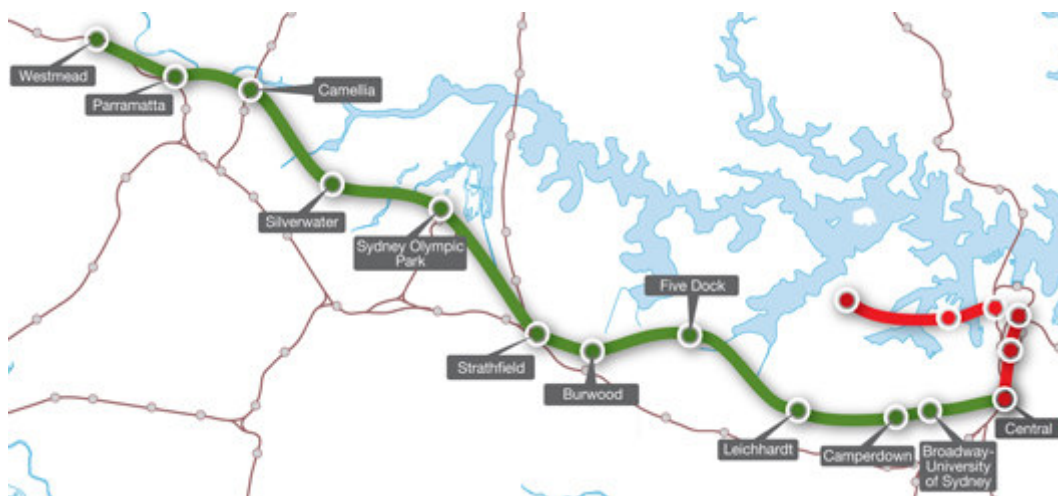 Westmead
Parramatta
Camellia
Silverwater
Sydney Olympic
Park
Strathfield
Burwood
Five Dock
Leichhardt
Camperdown
Broadway-
University
of Sydney
Central